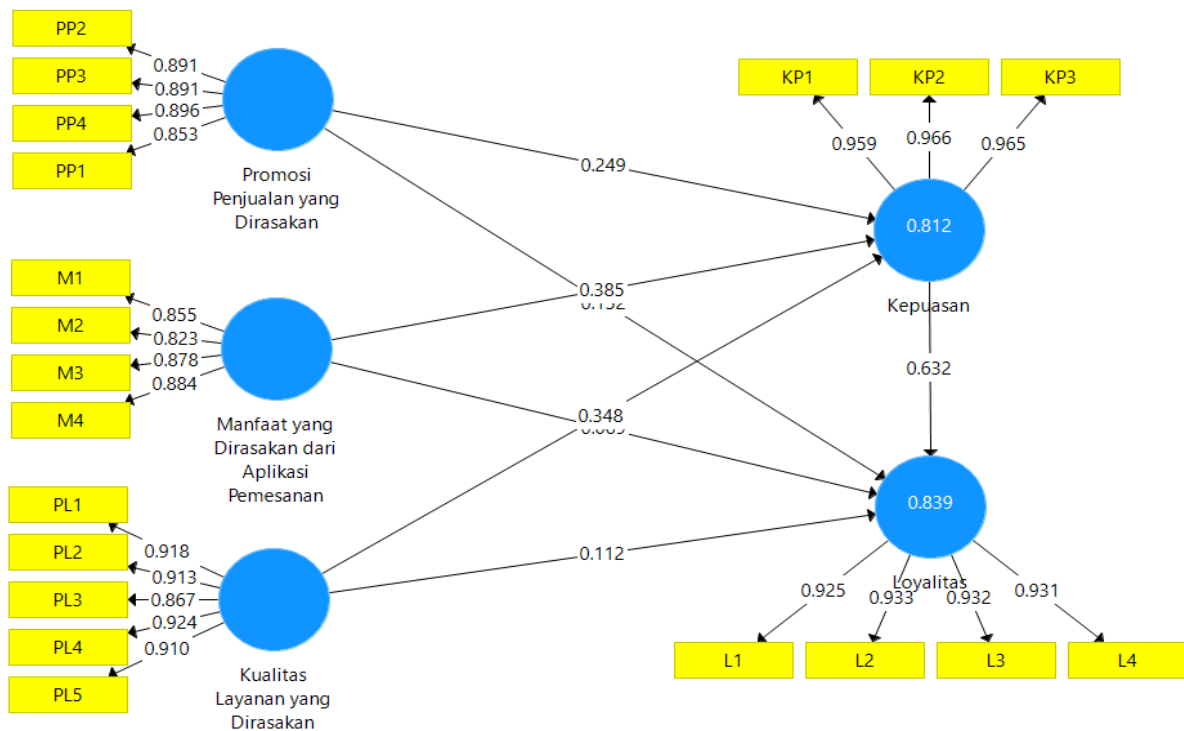 PP2
PP3
PP4
PP1
0.891
0.891
0.896
0.853
Promosi
Penjualan yang
Dirasakan
M1
M2
M3
M4
0.855
0.823
0.878
0.884
Manfaat yang
Dirasakan dari
Aplikasi
Pemesanan
PL1
PL2
PL3
PL4
PL5
0.918
0.913
0.867
0.924
0.910
Kualitas
Layanan yang
Dirasakan
0.249
0.385
0.348
0.112
KP1
KP2
KP3
0.959
0.966
0.965
0.812
Kepuasan
0.632
0.839
Loyalitas
0.925
0.933
0.932
0.931
L1
L2
L3
L4